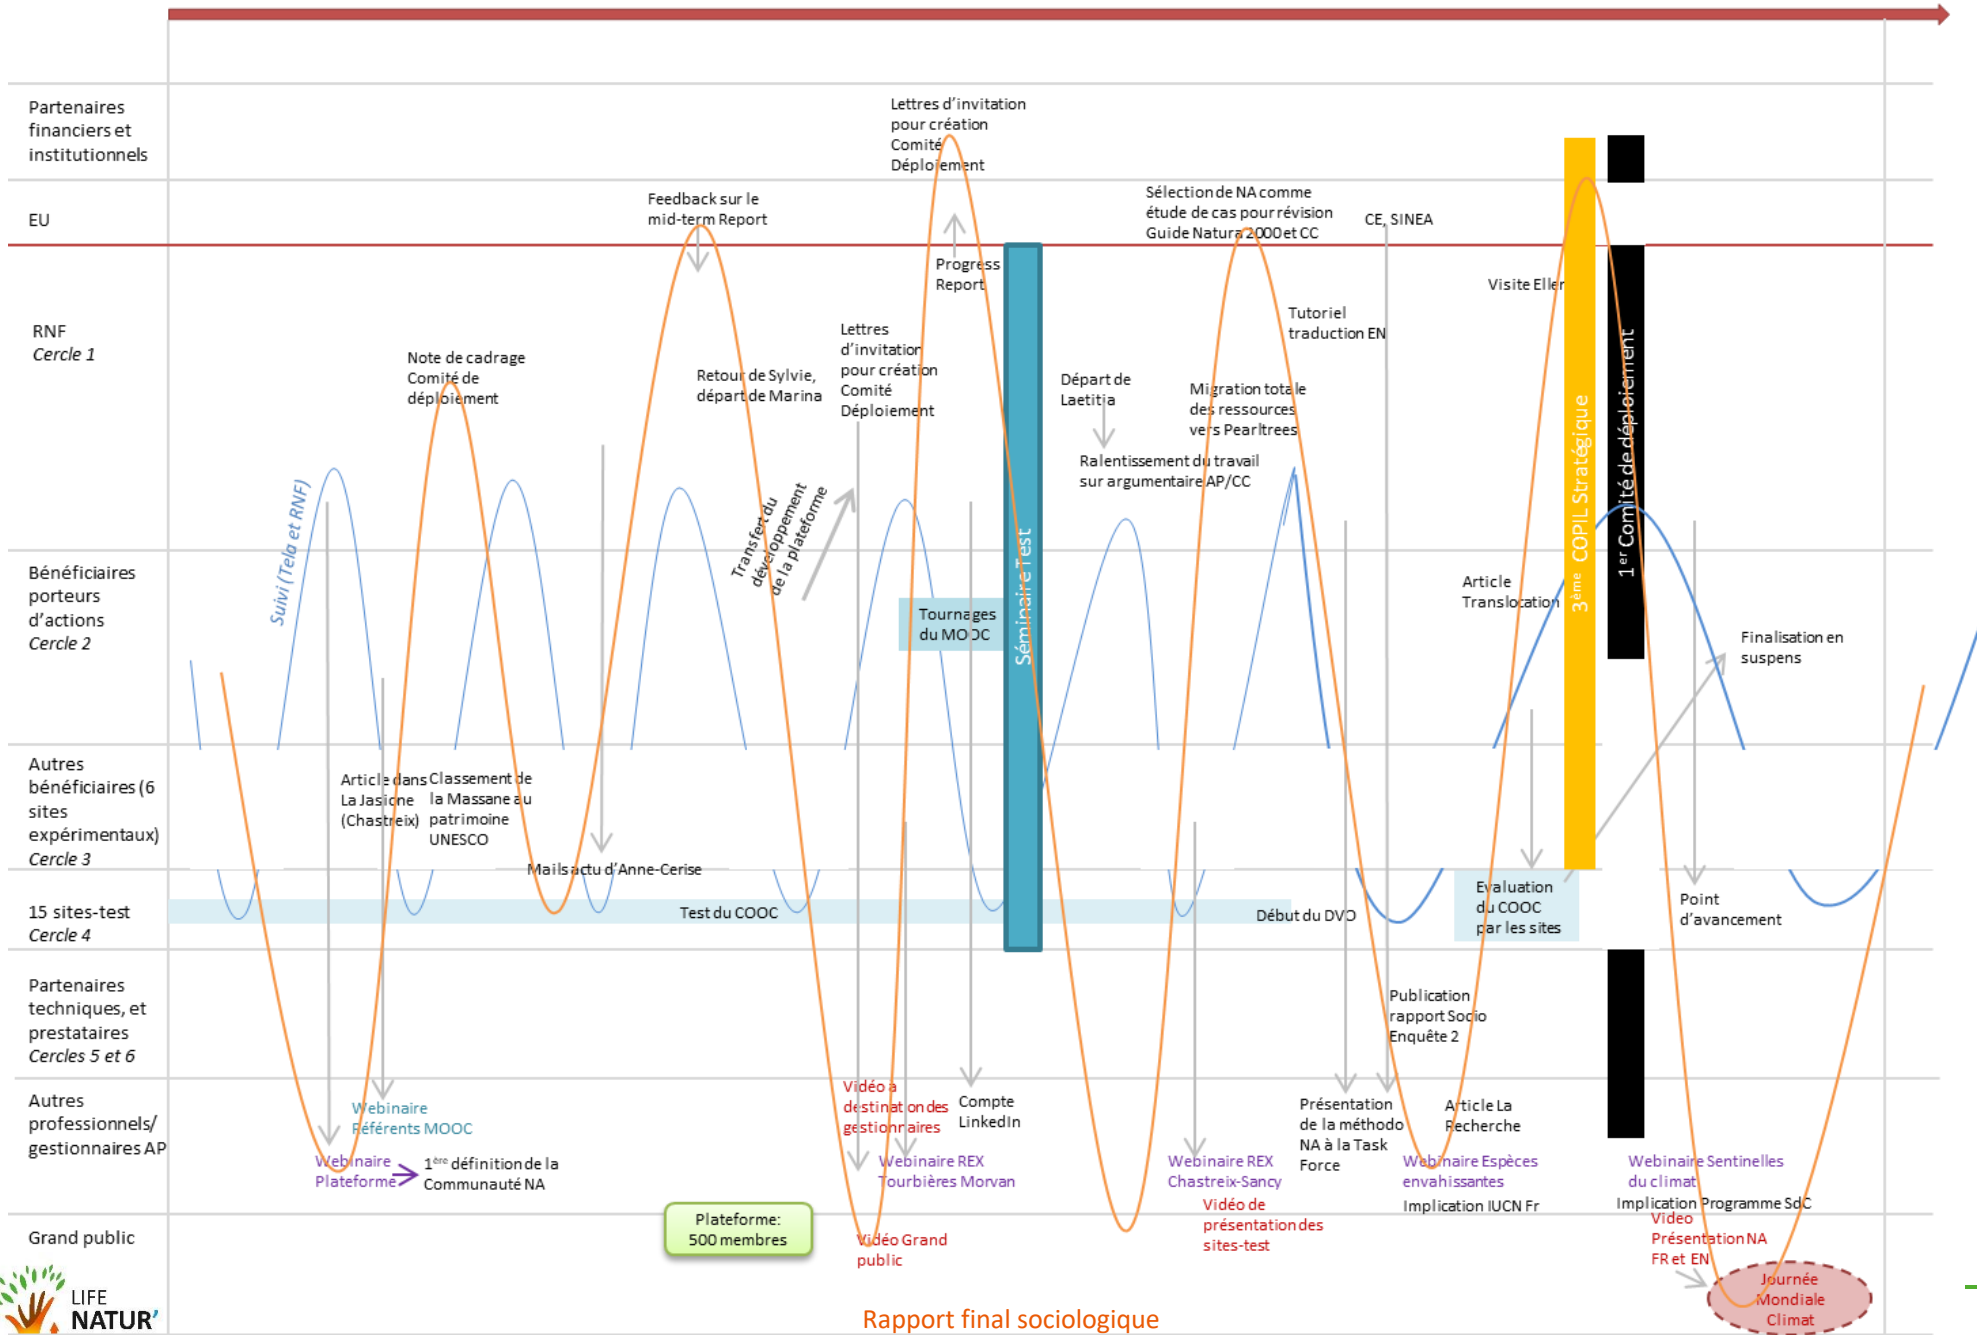 Partenaires
financiers et
institutionnels
Lettres d'invitation
pour création
Comité
Déploiement
EU
Feedback sur le
mid-term Report
Sélection de NA comme
étude de cas pour révision
Guide Natura 2000 et CC
CE, SINEA
RNF
Cercle 1
Progress
Report
Visite Eller
Tutoriel
traduction EN
Note de cadrage
Comité de
déploiement
Retour de Sylvie,
départ de Marina
Lettres
d'invitation
pour création
Comité
Déploiement
Départ de
Laetitia
Migration totale
des ressources
vers Pearltrees
Ralentissement du travail
sur argumentaire AP/CC
Suivi (Tela et RNF)
Transfert du
développement
de la plateforme
Séminaire Test
3ème COPIL Stratégique
1er Comité de déploiement
Bénéficiaires
porteurs
d'actions
Cercle 2
Tournages
du MOOC
Article
Translocation
Finalisation en
suspens
Autres
bénéficiaires (6
sites
expérimentaux)
Cercle 3
Article dans
La Jasione
(Chastreix)
Classement de
la Massane au
patrimoine
UNESCO
Mails actu d'Anne-Cerise
15 sites-test
Cercle 4
Test du COOC
Début du DVO
Evaluation
du COOC
par les sites
Point
d'avancement
Partenaires
techniques, et
prestataires
Cercles 5 et 6
Publication
rapport Socio
Enquête 2
Autres
professionnels/
gestionnaires AP
Webinaire
Référents MOOC
Webinaire
Plateforme
1ère définition de la
Communauté NA
Vidéo à
destination des
gestionnaires
Compte
LinkedIn
Webinaire REX
Tourbières Morvan
Webinaire REX
Chastreix-Sancy
Présentation
de la méthodo
NA à la Task
Force
Article La
Recherche
Webinaire Espèces
envahissantes
Implication IUCN Fr
Webinaire Sentinelles
du climat
Implication Programme SdC
Grand public
Plateforme:
500 membres
Vidéo Grand
public
Vidéo de
présentation des
sites-test
Video
Présentation NA
FR et EN
Journée
Mondiale
Climat
LIFE
NATUR'
Rapport final sociologique